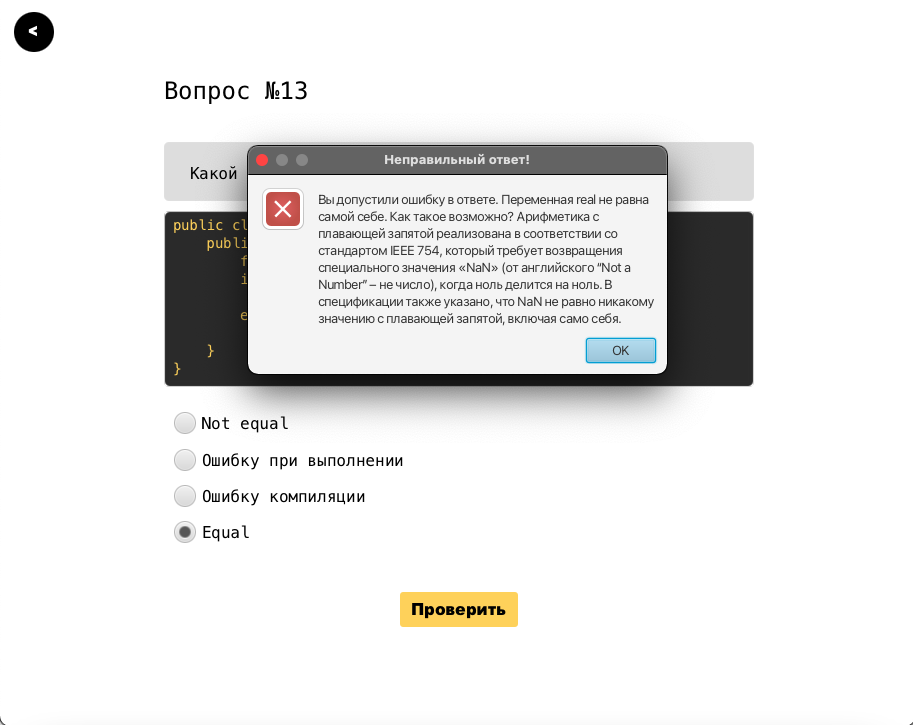 <
Вопрос №13
Неправильный ответ!
Какой
Вы допустили ошибку в ответе. Переменная real не равна
самой себе. Как такое возможно? Арифметика с
плавающей запятой реализована в соответствии со
стандартом IEEE 754, который требует возвращения
специального значения «NaN» (от английского “Not a
Number” – не число), когда ноль делится на ноль. В
спецификации также указано, что NaN не равно никакому
значению с плавающей запятой, включая само себя.
OK
public
}
}
Not equal
Ошибку при выполнении
Ошибку компиляции
Equal
Проверить